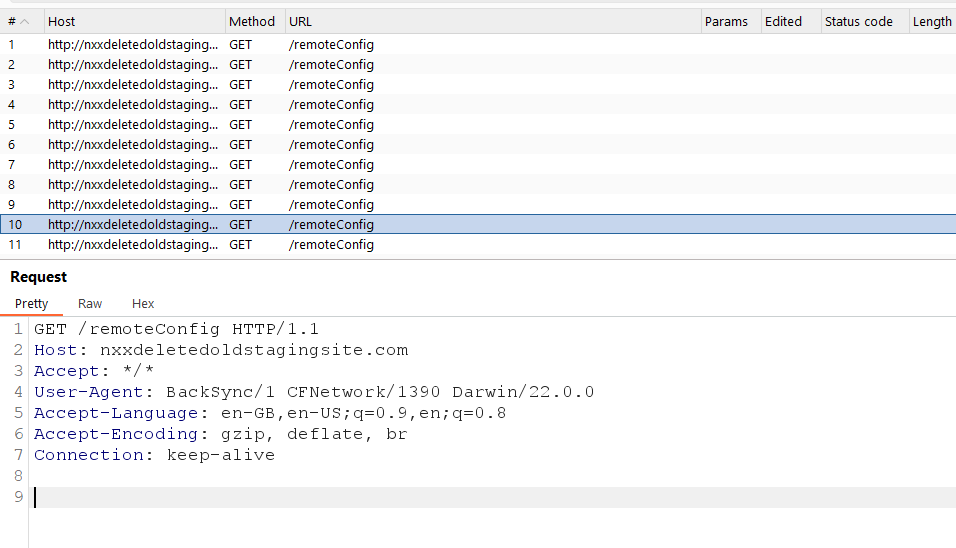 # Host Method URL Params Edited Status code Length
1 http://nxxdeletedoldstaging... GET /remoteConfig
2 http://nxxdeletedoldstaging... GET /remoteConfig
3 http://nxxdeletedoldstaging... GET /remoteConfig
4 http://nxxdeletedoldstaging... GET /remoteConfig
5 http://nxxdeletedoldstaging... GET /remoteConfig
6 http://nxxdeletedoldstaging... GET /remoteConfig
7 http://nxxdeletedoldstaging... GET /remoteConfig
8 http://nxxdeletedoldstaging... GET /remoteConfig
9 http://nxxdeletedoldstaging... GET /remoteConfig
10 http://nxxdeletedoldstaging... GET /remoteConfig
11 http://nxxdeletedoldstaging... GET /remoteConfig
Request
Pretty Raw Hex
1 GET /remoteConfig HTTP/1.1
2 Host: nxxdeletedoldstagingsite.com
3 Accept: */*
4 User-Agent: BackSync/1 CFNetwork/1390 Darwin/22.0.0
5 Accept-Language: en-GB,en-US;q=0.9,en;q=0.8
6 Accept-Encoding: gzip, deflate, br
7 Connection: keep-alive
8
9